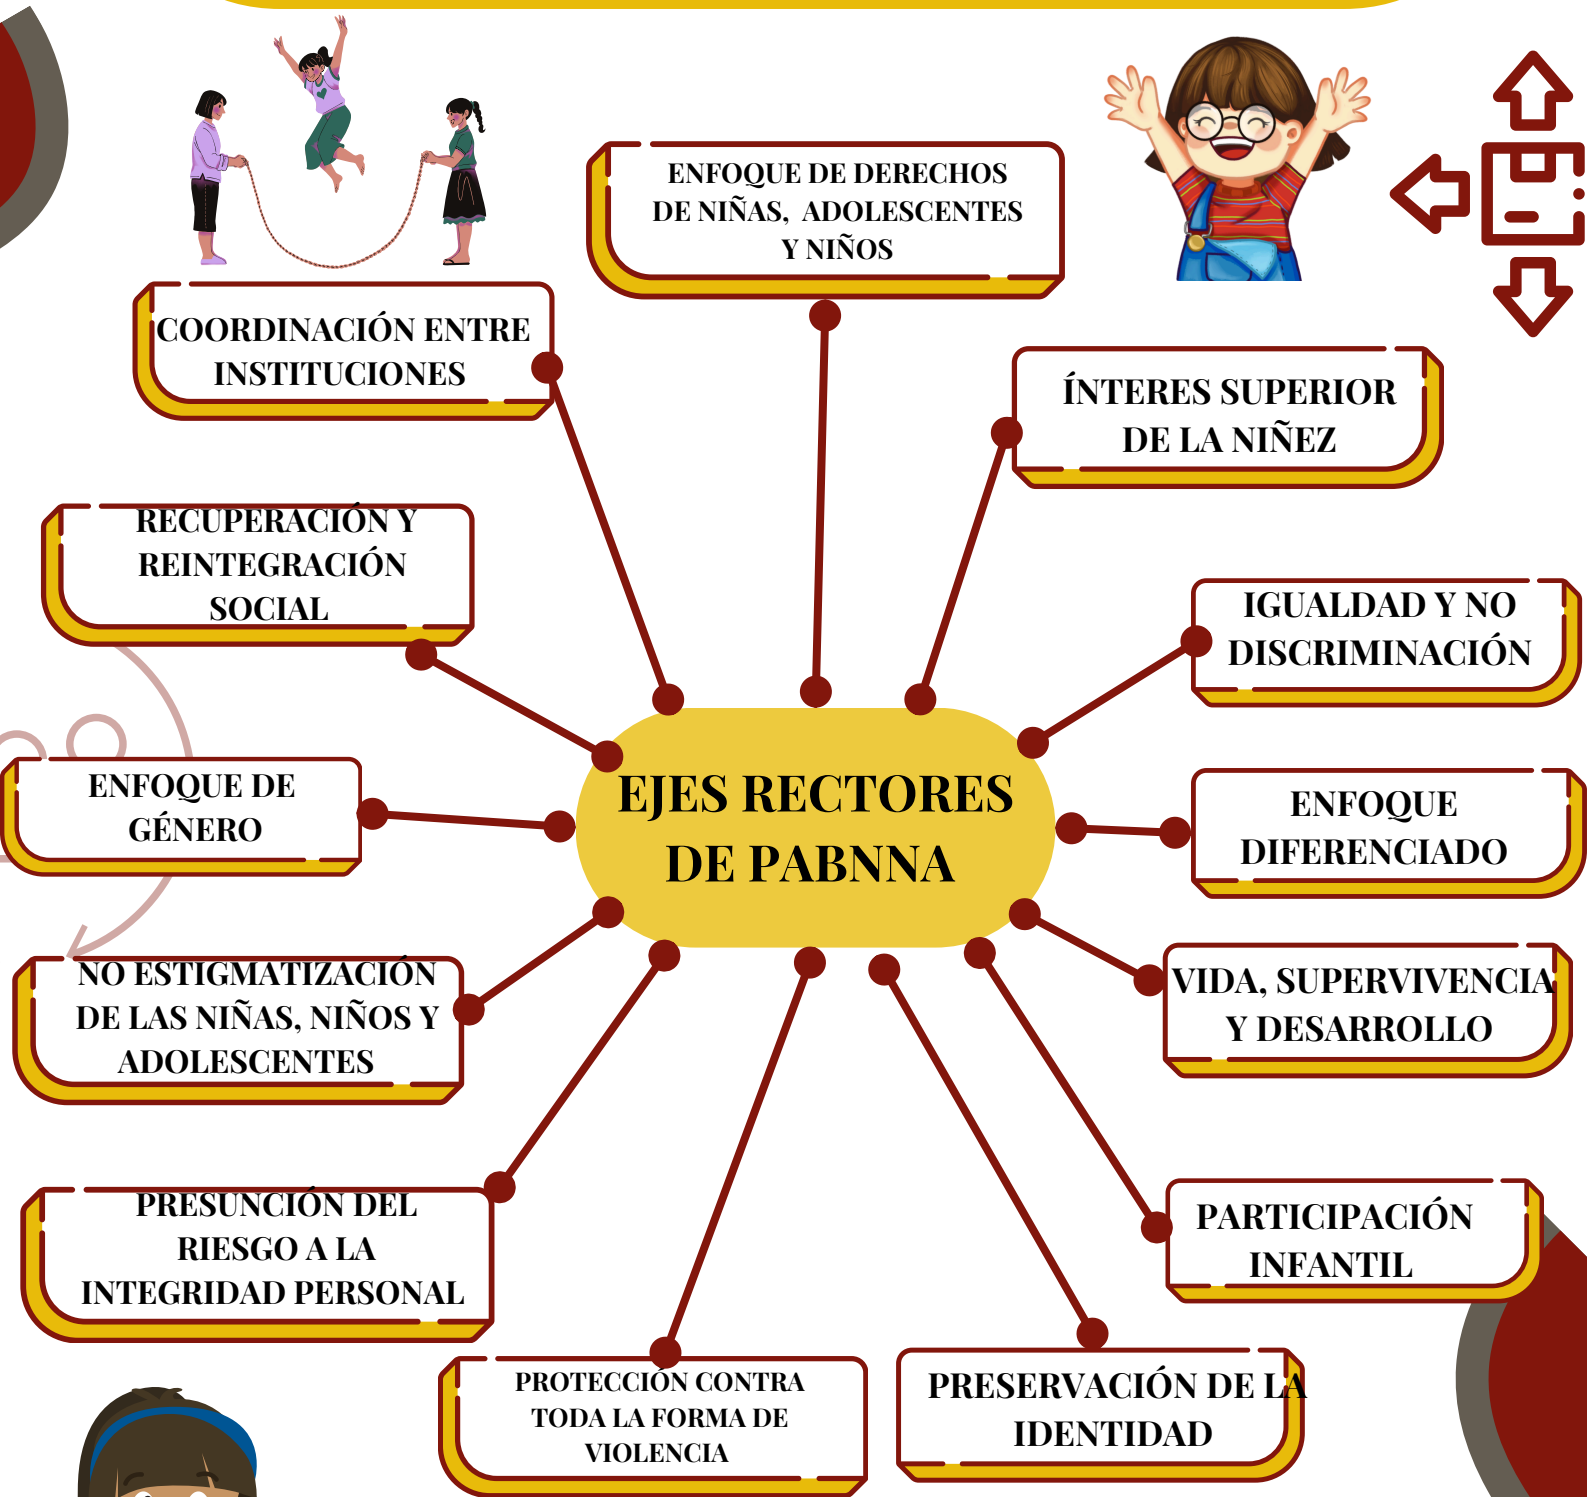 ENFOQUE DE DERECHOS
DE NIÑAS, ADOLESCENTES
Y NIÑOS
COORDINACIÓN ENTRE
INSTITUCIONES
ÍNTERES SUPERIOR
DE LA NIÑEZ
RECUPERACIÓN Y
REINTEGRACIÓN
SOCIAL
IGUALDAD Y NO
DISCRIMINACIÓN
ENFOQUE DE
GÉNERO
EJES RECTORES
DE PABNNA
ENFOQUE
DIFERENCIADO
NO ESTIGMATIZACIÓN
DE LAS NIÑAS, NIÑOS Y
ADOLESCENTES
VIDA, SUPERVIVENCIA
Y DESARROLLO
PRESUNCIÓN DEL
RIESGO A LA
INTEGRIDAD PERSONAL
PARTICIPACIÓN
INFANTIL
PROTECCIÓN CONTRA
TODA LA FORMA DE
VIOLENCIA
PRESERVACIÓN DE LA
IDENTIDAD